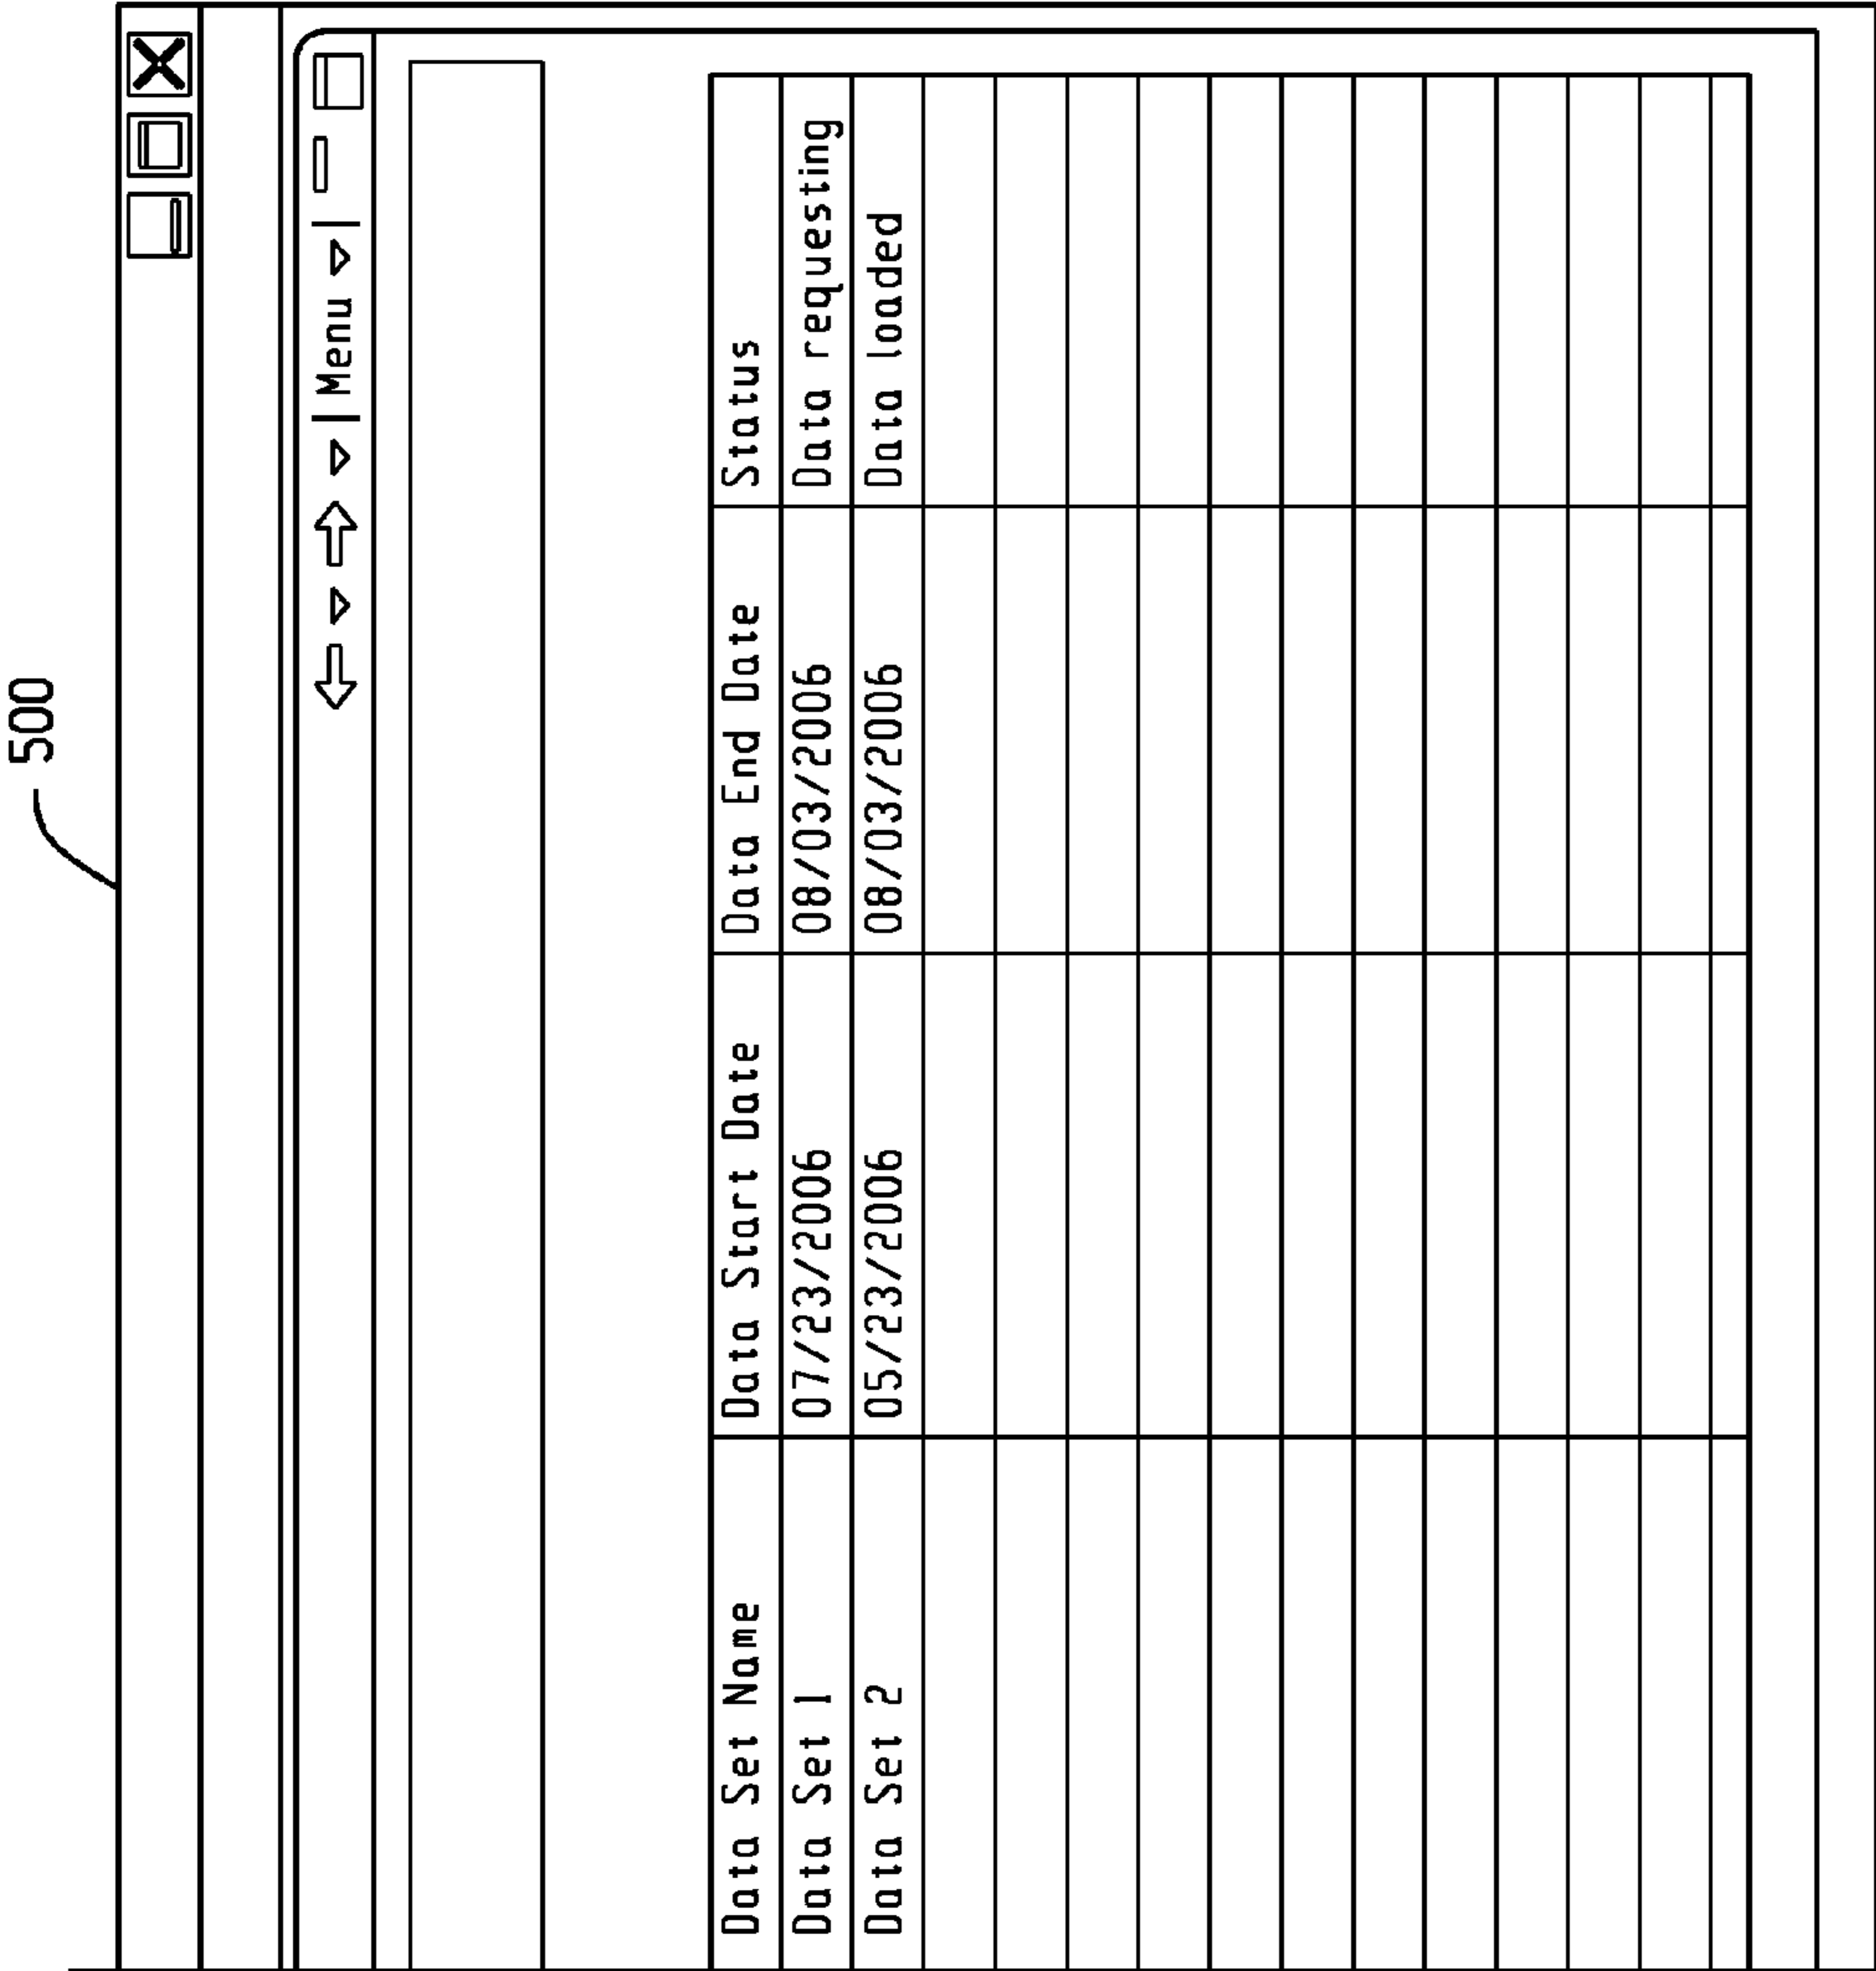 500
Menu
Data Set Name Data Start Date Data End Date Status
Data Set 1 07/23/2006 08/03/2006 Data requesting
Data Set 2 05/23/2006 08/03/2006 Data loaded